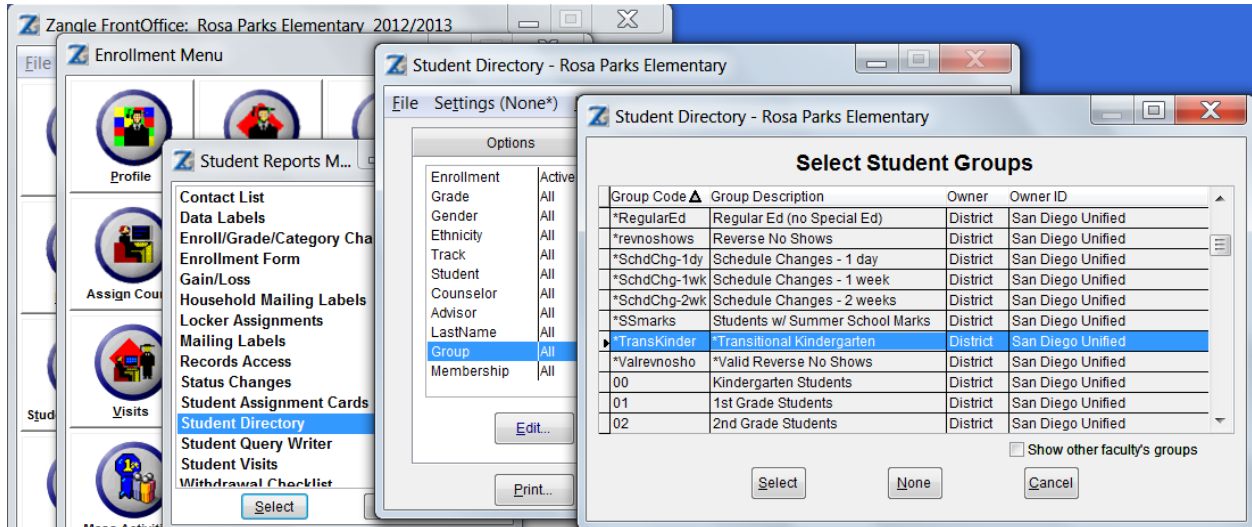 Zangle FrontOffice: Rosa Parks Elementary 2012/2013
File
Enrollment Menu
Profile
Visits
Student Reports M...
Contact List
Data Labels
Enroll/Grade/Category Cha
Enrollment Form
Gain/Loss
Household Mailing Labels
Locker Assignments
Mailing Labels
Records Access
Status Changes
Student Assignment Cards
Student Directory
Student Query Writer
Student Visits
Withdrawal Checklist
Select
Student Directory - Rosa Parks Elementary
File Settings (None*)
Options
Enrollment Active
Grade All
Gender All
Ethnicity All
Track All
Student All
Counselor All
Advisor All
LastName All
Group All
Membership All
Edit...
Print...
Student Directory - Rosa Parks Elementary
Select Student Groups
Group Code Group Description Owner Owner ID
*RegularEd Regular Ed (no Special Ed) District San Diego Unified
*revnoshows Reverse No Shows District San Diego Unified
*SchdChg-1dy Schedule Changes - 1 day District San Diego Unified
*SchdChg-1wk Schedule Changes - 1 week District San Diego Unified
*SchdChg-2wk Schedule Changes - 2 weeks District San Diego Unified
*SSmarks Students w/ Summer School Marks District San Diego Unified
*TransKinder *Transitional Kindergarten District San Diego Unified
*Valrevnosho *Valid Reverse No Shows District San Diego Unified
00 Kindergarten Students District San Diego Unified
01 1st Grade Students District San Diego Unified
02 2nd Grade Students District San Diego Unified
Show other faculty's groups
Select None Cancel